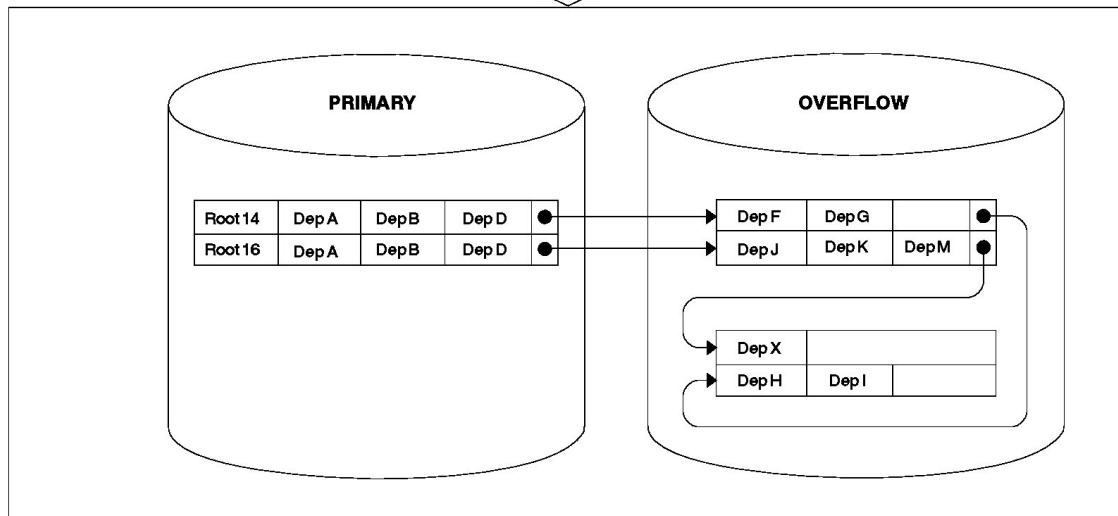 PRIMARY
OVERFLOW
Root 14 Dep A Dep B Dep D
Root 16 Dep A Dep B Dep D
Dep F Dep G
Dep J Dep K Dep M
Dep X
Dep H Dep I